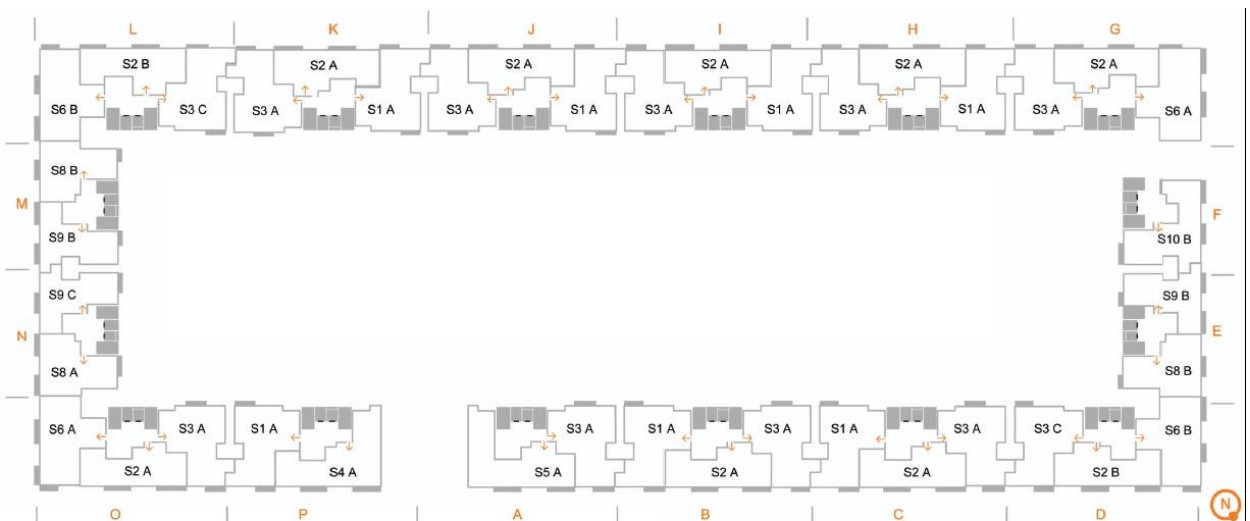 L K J I H G
S2 B S2 A S2 A S2 A S2 A S2 A
S6 B S3 C S3 A S1 A S3 A S1 A S3 A S1 A S3 A S1 A S3 A S6 A
S8 B
M F
S9 B S10 B
S9 C S9 B
N E
S8 A S8 B
S6 A S3 A S1 A S3 A S1 A S3 A S1 A S3 A S3 C S6 B
S2 A S4 A S5 A S2 A S2 A S2 B
N
O P A B C D